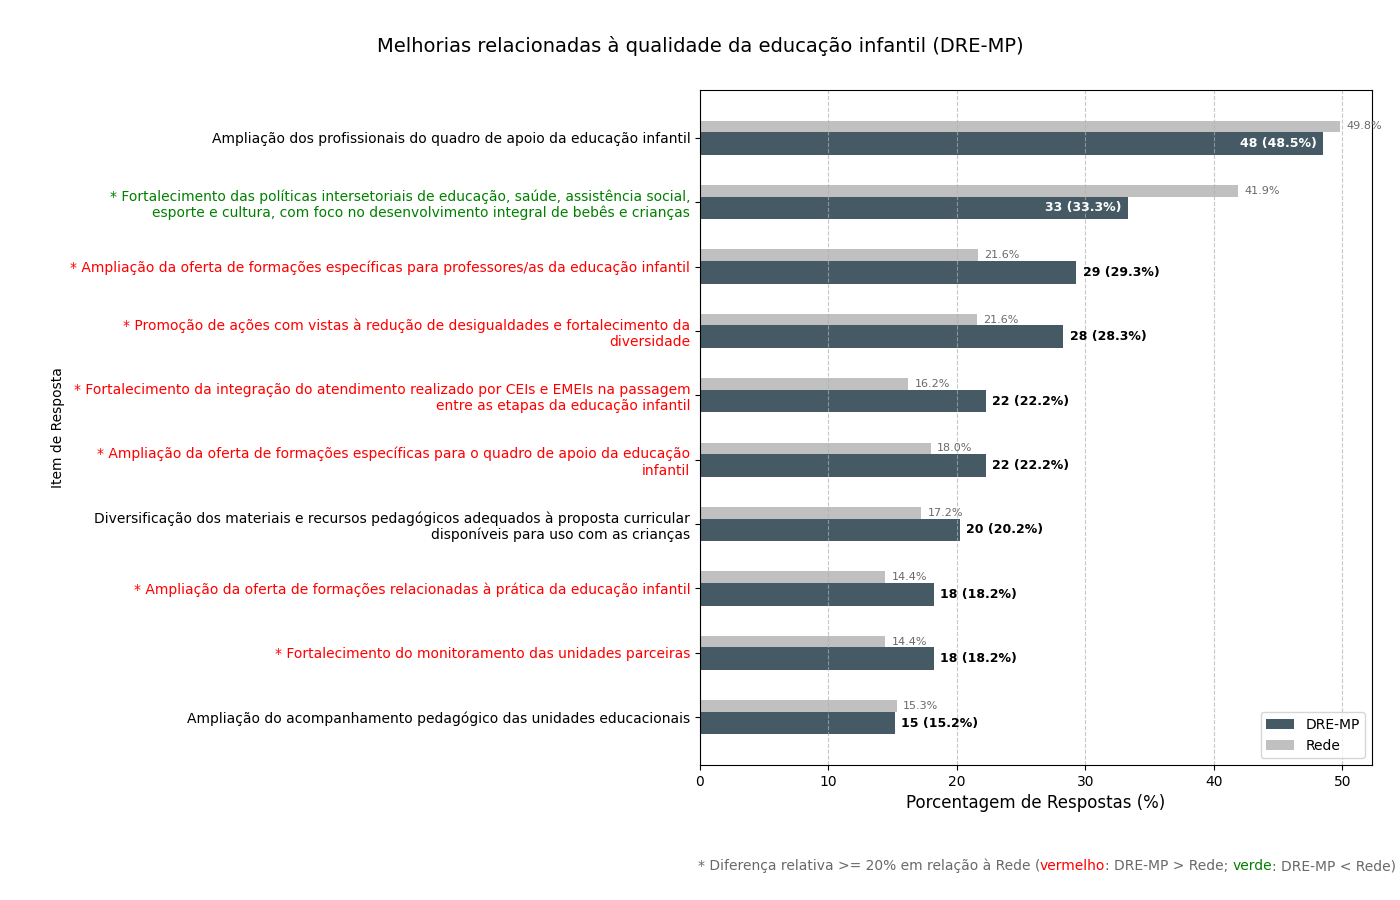 Melhorias relacionadas à qualidade da educação infantil (DRE-MP)
Item de Resposta
Ampliação dos profissionais do quadro de apoio da educação infantil
49.8%
48 (48.5%)
* Fortalecimento das políticas intersetoriais de educação, saúde, assistência social,
esporte e cultura, com foco no desenvolvimento integral de bebês e crianças
41.9%
33 (33.3%)
* Ampliação da oferta de formações específicas para professores/as da educação infantil
21.6%
29 (29.3%)
* Promoção de ações com vistas à redução de desigualdades e fortalecimento da
diversidade
21.6%
28 (28.3%)
* Fortalecimento da integração do atendimento realizado por CEIs e EMEIs na passagem
entre as etapas da educação infantil
16.2%
22 (22.2%)
* Ampliação da oferta de formações específicas para o quadro de apoio da educação
infantil
18.0%
22 (22.2%)
Diversificação dos materiais e recursos pedagógicos adequados à proposta curricular
disponíveis para uso com as crianças
17.2%
20 (20.2%)
* Ampliação da oferta de formações relacionadas à prática da educação infantil
14.4%
18 (18.2%)
* Fortalecimento do monitoramento das unidades parceiras
14.4%
18 (18.2%)
Ampliação do acompanhamento pedagógico das unidades educacionais
15.3%
15 (15.2%)
DRE-MP
Rede
0 10 20 30 40 50
Porcentagem de Respostas (%)
* Diferença relativa >= 20% em relação à Rede (vermelho: DRE-MP > Rede; verde: DRE-MP < Rede)